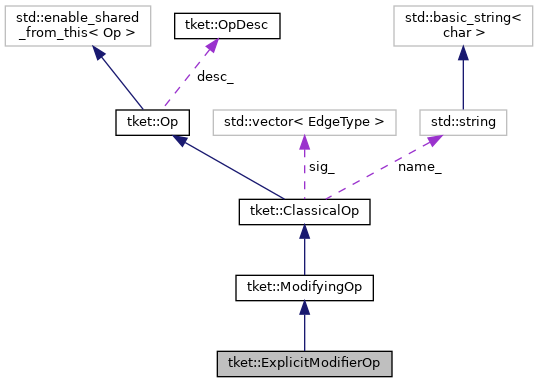 std::enable_shared
_from_this< Op >
tket::OpDesc
std::basic_string<
char >
desc_
tket::Op
std::vector< EdgeType >
std::string
sig_
name_
tket::ClassicalOp
tket::ModifyingOp
tket::ExplicitModifierOp